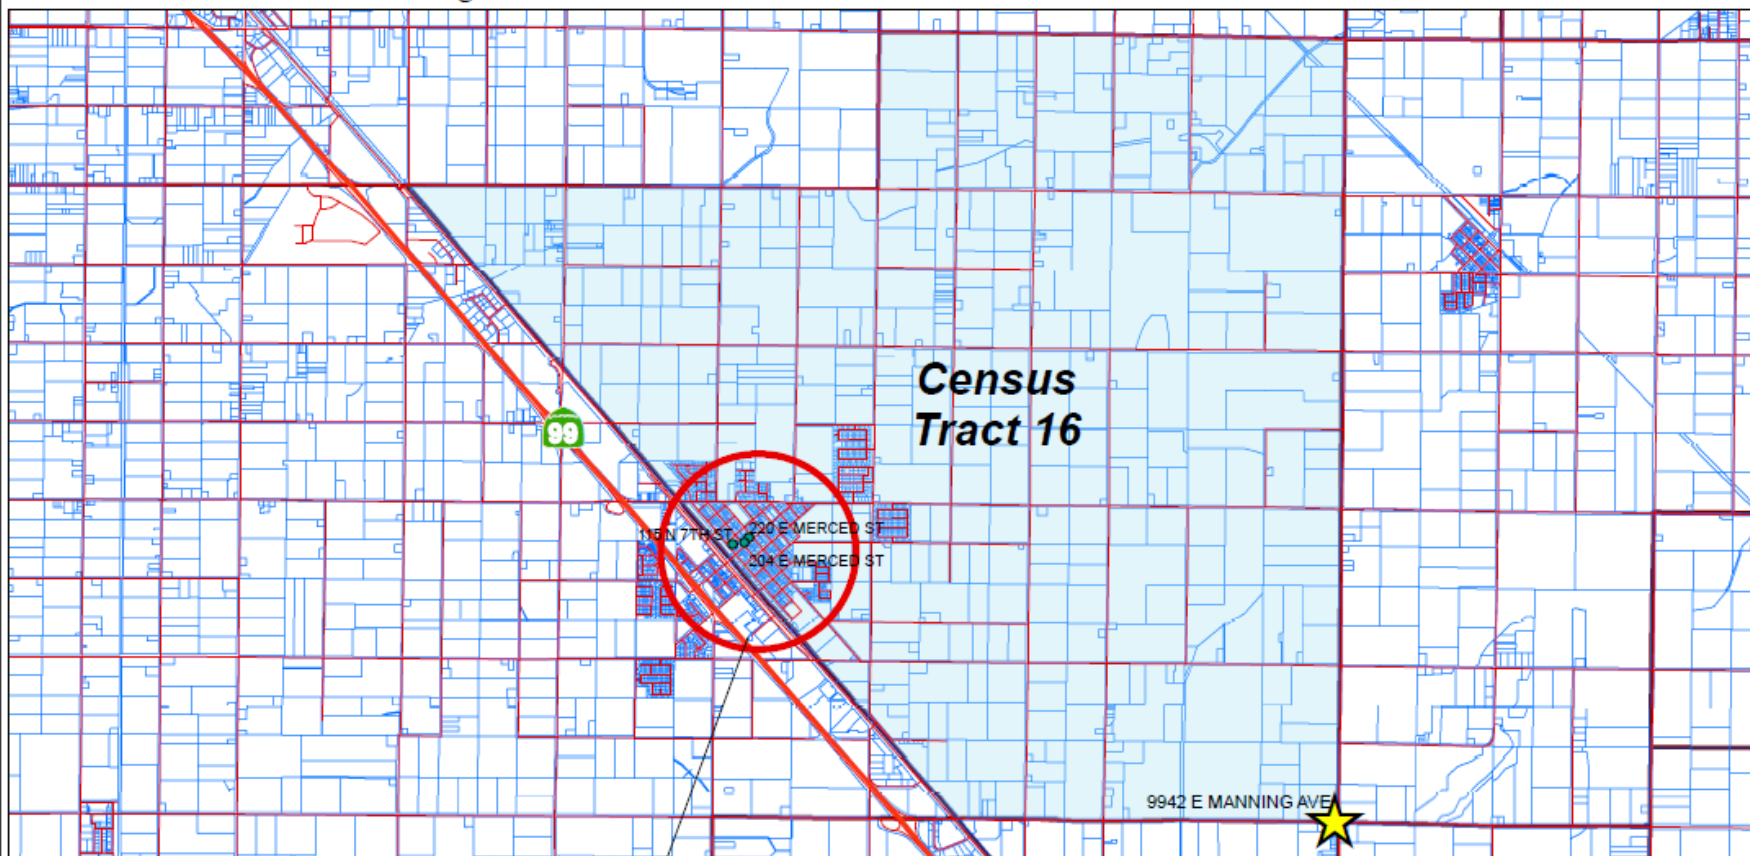 Census
Tract 16
99
115 N 7TH ST
220 E MERCED ST
204 E MERCED ST
9942 E MANNING AVE